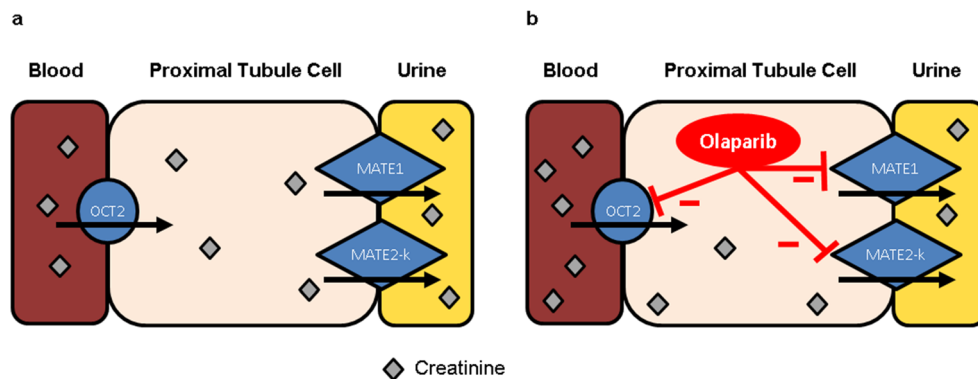 a
Blood Proximal Tubule Cell Urine
OCT2
MATE1
MATE2-k
b
Blood Proximal Tubule Cell Urine
Olaparib
OCT2
MATE1
MATE2-k
Creatinine